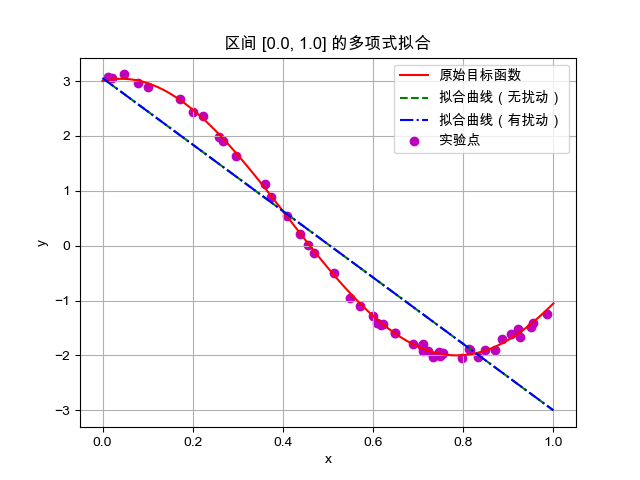 区间 [0.0, 1.0] 的多项式拟合
原始目标函数
拟合曲线（无扰动）
拟合曲线（有扰动）
实验点
y
3
2
1
0
−1
−2
−3
0.0 0.2 0.4 0.6 0.8 1.0
x